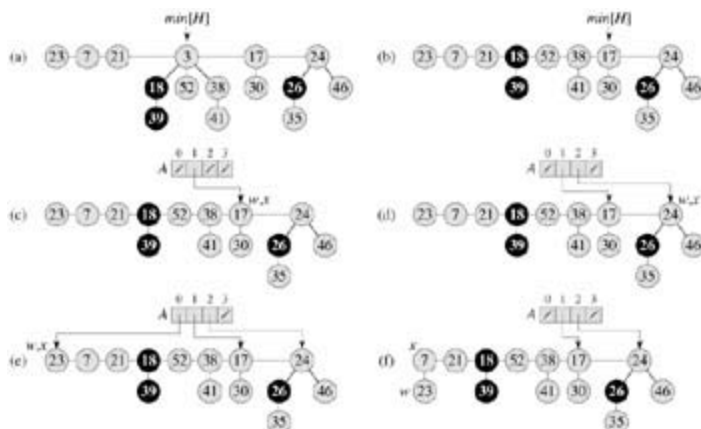 min[H]
(a) 23 7 21 3 17 24
18 52 38 30 26 46
39 41 35
min[H]
(b) 23 7 21 18 52 38 17 24
39 41 30 26 46
35
0 1 2 3
A
w,x
(c) 23 7 21 18 52 38 17 24
39 41 30 26 46
35
0 1 2 3
A
w,x
(d) 23 7 21 18 52 38 17 24
39 41 30 26 46
35
0 1 2 3
A
w,x
(e) 23 7 21 18 52 38 17 24
39 41 30 26 46
35
0 1 2 3
A
x
(f) 7 21 18 52 38 17 24
w 23 39 41 30 26 46
35